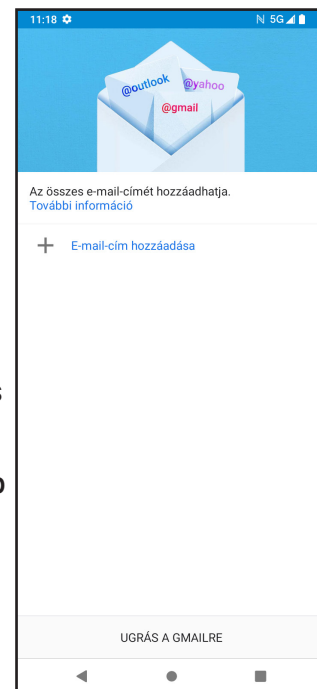 11:18 5G
@outlook @yahoo
@gmail
Az összes e-mail-címét hozzáadhatja.
További információ
E-mail-cím hozzáadása
UGRÁS A GMAILRE